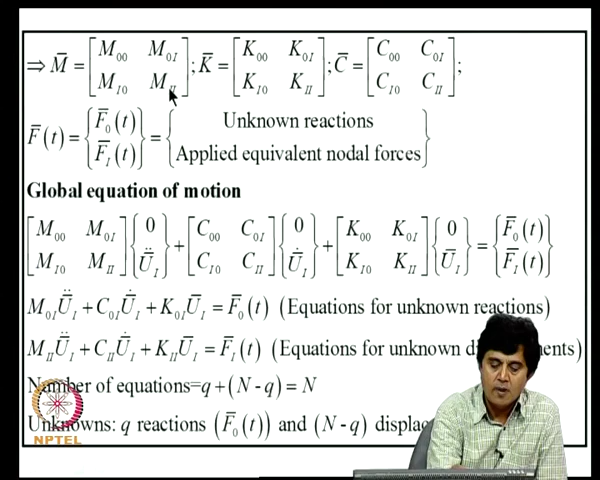 ⇒ M̄ = [M₀₀ M₀I; MI₀ MII]; K̄ = [K₀₀ K₀I; KI₀ KII]; C̄ = [C₀₀ C₀I; CI₀ CII];
F̄(t) = {F̄₀(t); F̄I(t)} = {Unknown reactions; Applied equivalent nodal forces}
Global equation of motion
[M₀₀ M₀I; MI₀ MII]{0; ṺI} + [C₀₀ C₀I; CI₀ CII]{0; Ū̇I} + [K₀₀ K₀I; KI₀ KII]{0; ŪI} = {F̄₀(t); F̄I(t)}
M₀I ṺI + C₀I Ū̇I + K₀I ŪI = F̄₀(t) (Equations for unknown reactions)
MII ṺI + CII Ū̇I + KII ŪI = F̄I(t) (Equations for unknown
Number of equations=q+(N-q)=N
Unknowns: q reactions (F̄₀(t)) and (N-q)
NPTEL